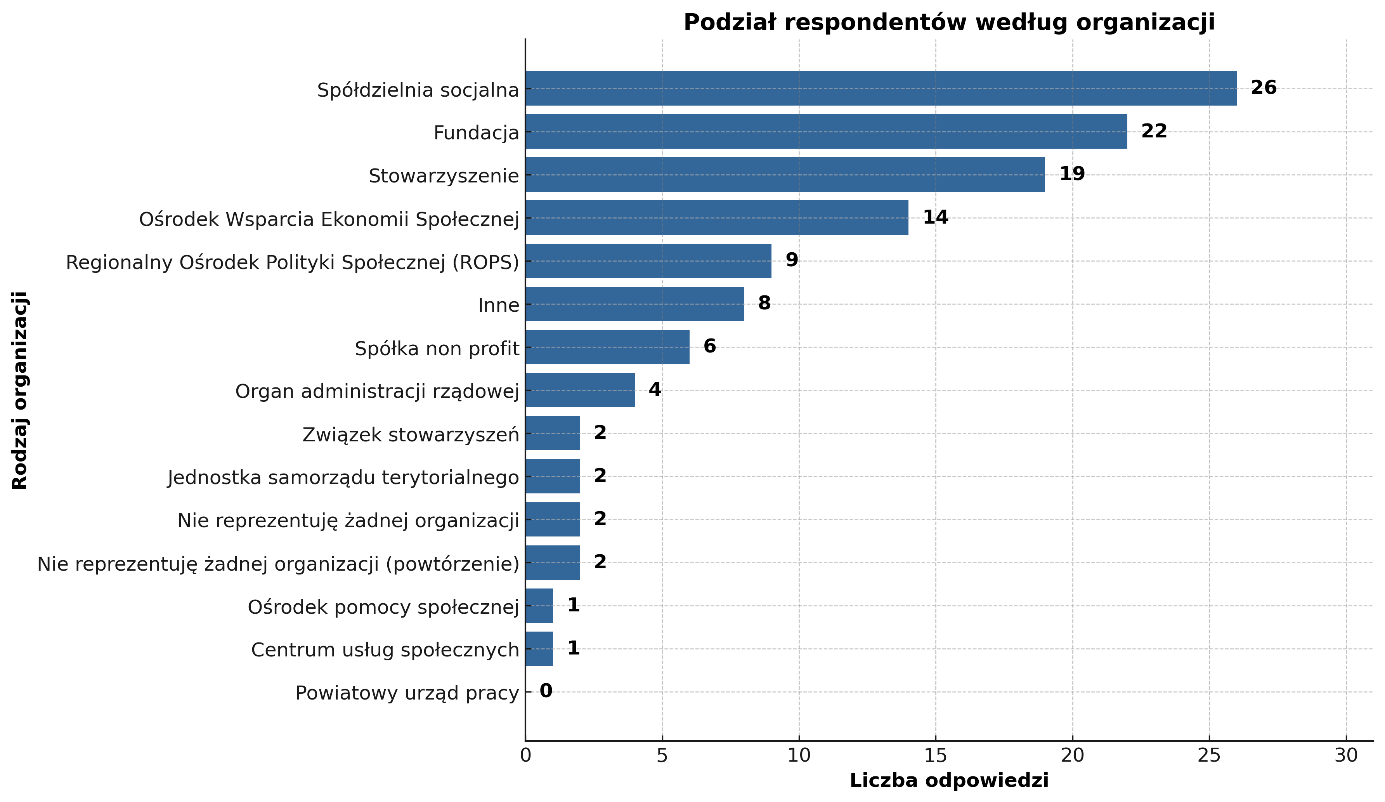 Podział respondentów według organizacji
Spółdzielnia socjalna 26
Fundacja 22
Stowarzyszenie 19
Ośrodek Wsparcia Ekonomii Społecznej 14
Regionalny Ośrodek Polityki Społecznej (ROPS) 9
Inne 8
Spółka non profit 6
Organ administracji rządowej 4
Związek stowarzyszeń 2
Jednostka samorządu terytorialnego 2
Nie reprezentuję żadnej organizacji 2
Nie reprezentuję żadnej organizacji (powtórzenie) 2
Ośrodek pomocy społecznej 1
Centrum usług społecznych 1
Powiatowy urząd pracy 0
Rodzaj organizacji
0 5 10 15 20 25 30
Liczba odpowiedzi